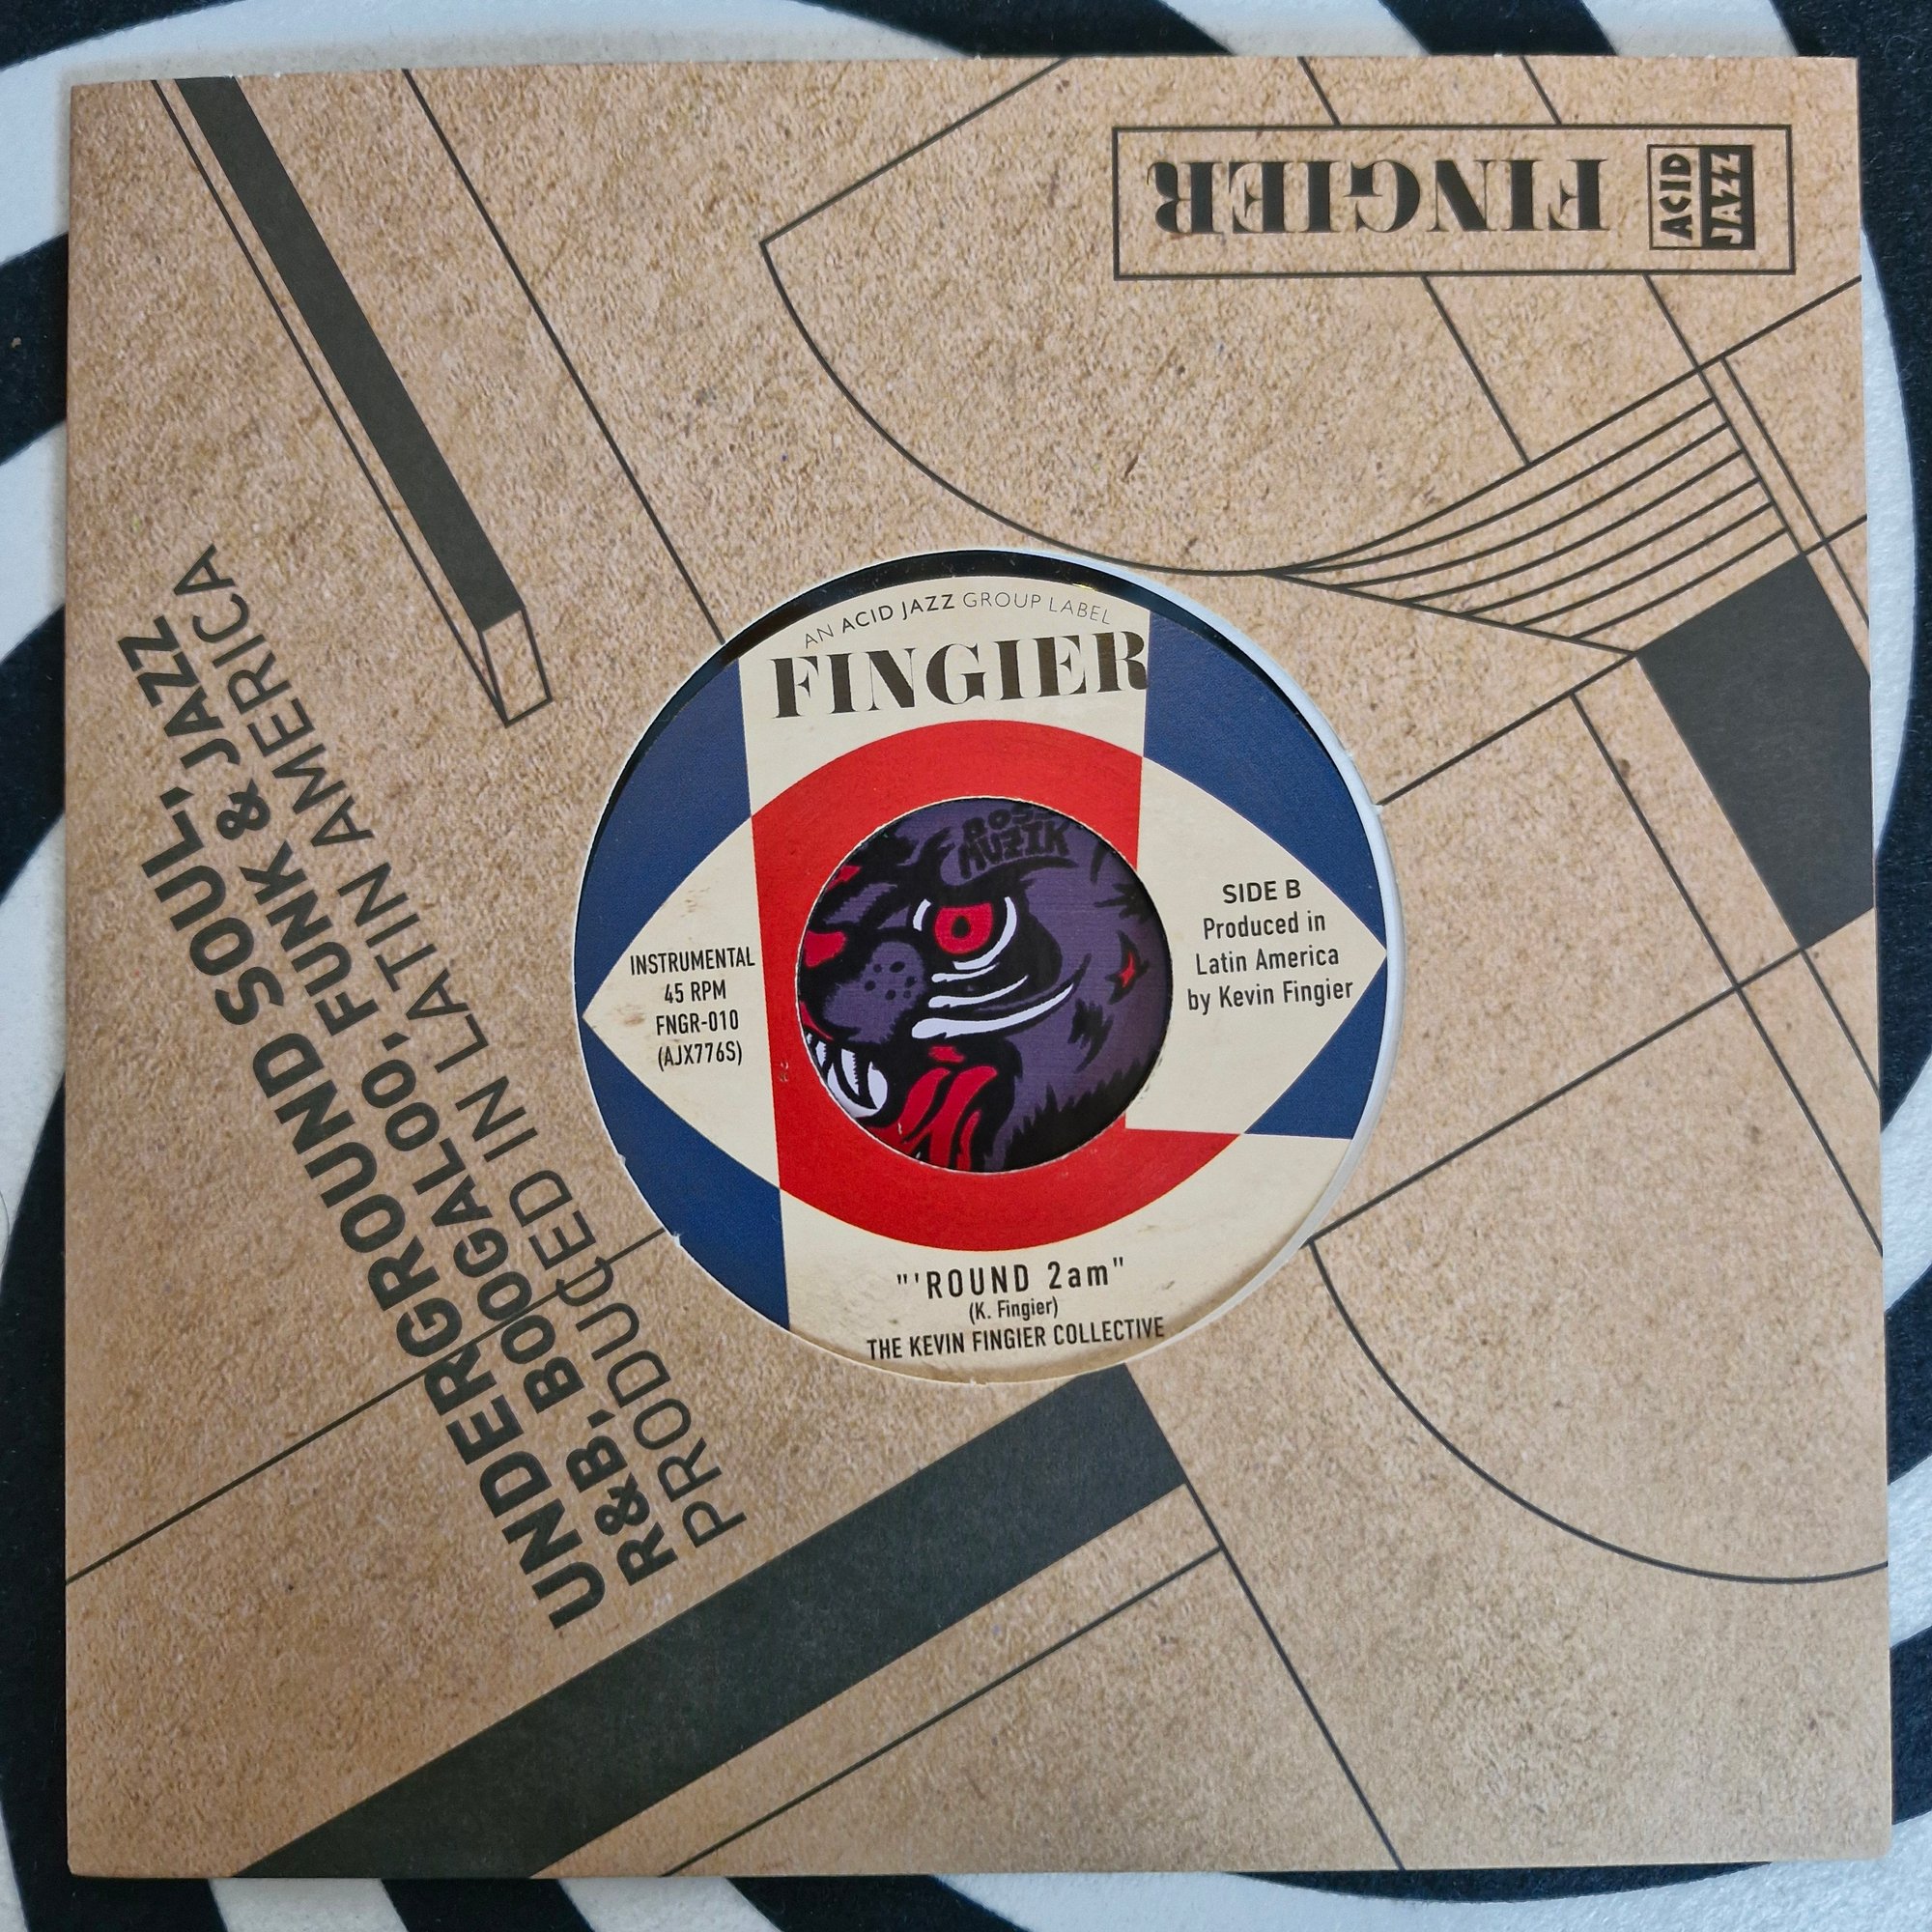 FINGIER
ACID
JAZZ
UNDERGROUND SOUL, JAZZ
R&B, BOOGALOO, FUNK & JAZZ
PRODUCED IN LATIN AMERICA
AN ACID JAZZ GROUP LABEL
FINGIER
MUZIK
INSTRUMENTAL
45 RPM
FNGR-010
(AJX776S)
SIDE B
Produced in
Latin America
by Kevin Fingier
"'ROUND 2am"
(K. Fingier)
THE KEVIN FINGIER COLLECTIVE